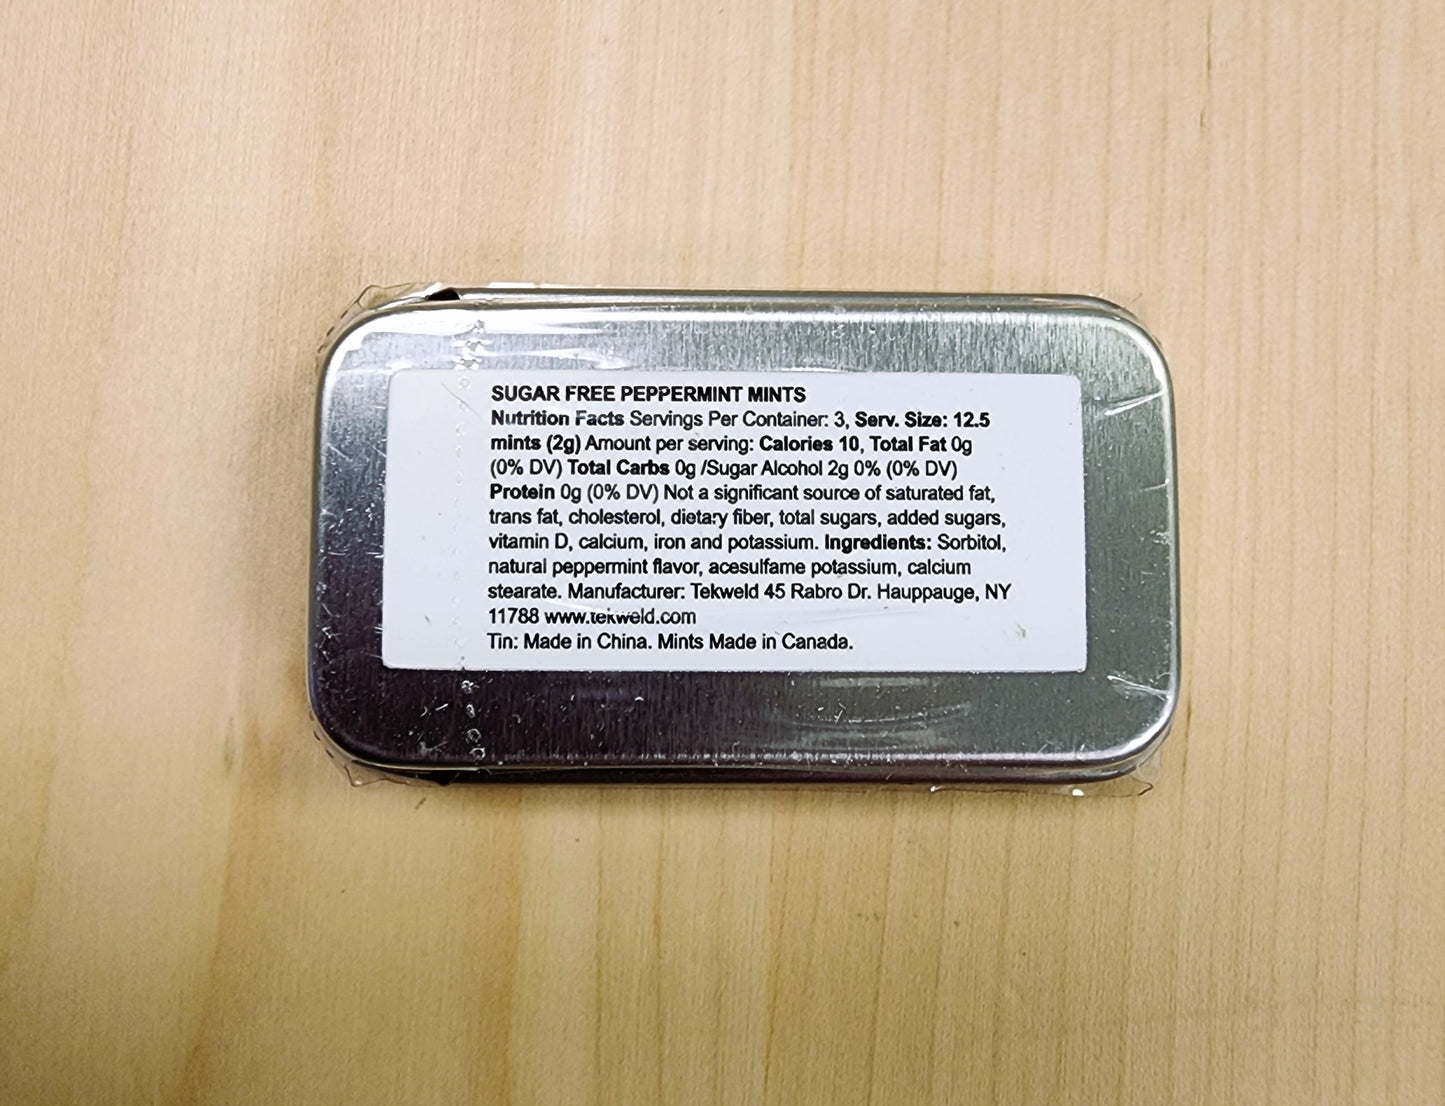 SUGAR FREE PEPPERMINT MINTS
Nutrition Facts Servings Per Container: 3, Serv. Size: 12.5
mints (2g) Amount per serving: Calories 10, Total Fat 0g
(0% DV) Total Carbs 0g /Sugar Alcohol 2g 0% (0% DV)
Protein 0g (0% DV) Not a significant source of saturated fat,
trans fat, cholesterol, dietary fiber, total sugars, added sugars,
vitamin D, calcium, iron and potassium. Ingredients: Sorbitol,
natural peppermint flavor, acesulfame potassium, calcium
stearate. Manufacturer: Tekweld 45 Rabro Dr. Hauppauge, NY
11788 www.tekweld.com
Tin: Made in China. Mints Made in Canada.